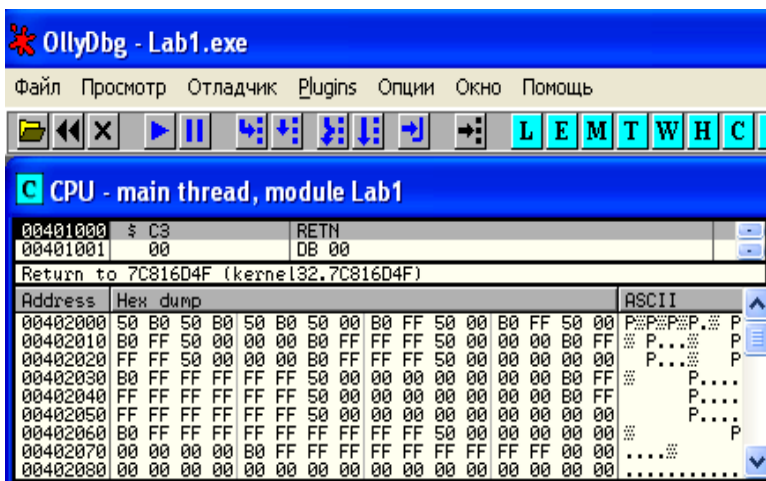 OllyDbg - Lab1.exe
Файл Просмотр Отладчик Plugins Опции Окно Помощь
L E M T W H C
C CPU - main thread, module Lab1
00401000 $ C3 RETN
00401001 00 DB 00
Return to 7C816D4F (kernel32.7C816D4F)
Address Hex dump ASCII
00402000 50 B0 50 B0 50 B0 50 00 B0 FF 50 00 B0 FF 50 00 P▒P▒P▒P.▒ P
00402010 B0 FF 50 00 00 00 B0 FF 50 00 00 00 00 00 B0 FF ▒ P...▒ P
00402020 FF FF 50 00 00 00 B0 FF FF FF 50 00 00 00 00 00 P...▒ P
00402030 B0 FF FF FF FF FF 50 00 00 00 00 00 00 00 B0 FF ▒ P....
00402040 FF FF FF FF FF FF 50 00 00 00 00 00 00 B0 FF P....
00402050 FF FF FF FF FF FF 50 00 00 00 00 00 00 00 00 00 P....
00402060 B0 FF FF FF FF FF FF FF FF FF 50 00 00 00 00 00 ▒ P
00402070 00 00 00 00 B0 FF FF FF FF FF FF FF FF FF 00 00 ....▒
00402080 00 00 00 00 00 00 00 00 00 00 00 00 00 00 00 00 ...........